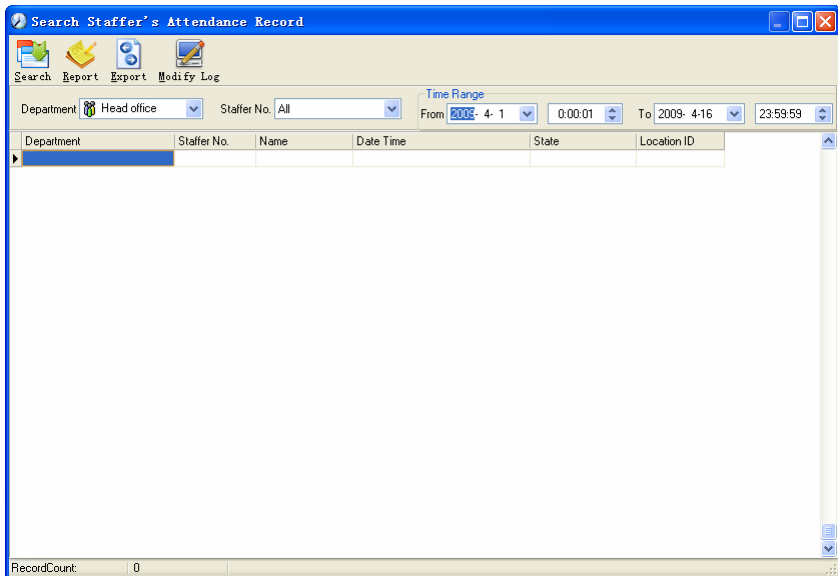 Search Staffer's Attendance Record
Search Report Export Modify Log
Time Range
Department Head office Staffer No. All From 2009- 4- 1 0:00:01 To 2009- 4-16 23:59:59
Department Staffer No. Name Date Time State Location ID
RecordCount: 0